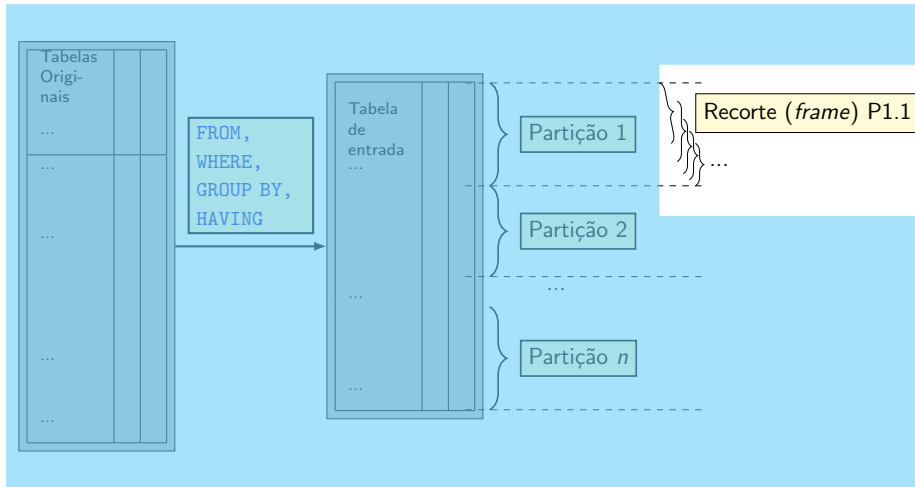 Tabelas
Origi-
nais
...
...
...
...
...
FROM,
WHERE,
GROUP BY,
HAVING
Tabela
de
entrada
...
...
...
Partição 1
Partição 2
...
Partição n
Recorte (frame) P1.1
...